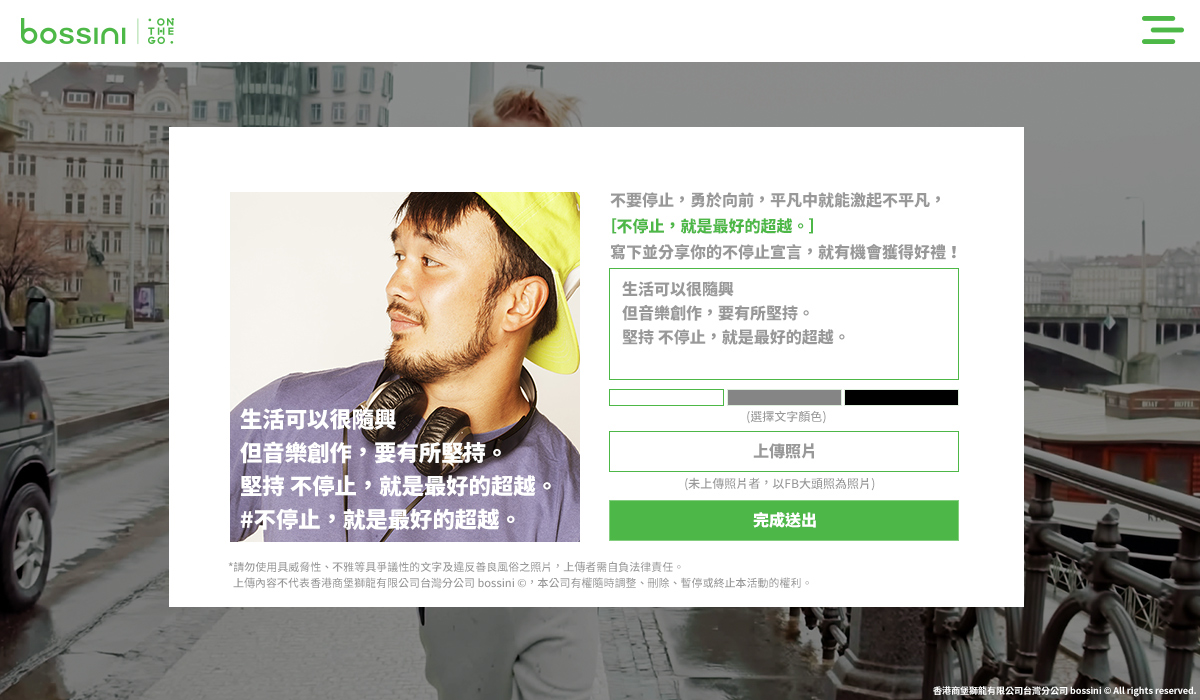 bossini
· ON
THE
GO ·
不要停止，勇於向前，平凡中就能激起不平凡，
[不停止，就是最好的超越。]
寫下並分享你的不停止宣言，就有機會獲得好禮！
生活可以很隨興
但音樂創作，要有所堅持。
堅持 不停止，就是最好的超越。
(選擇文字顏色)
上傳照片
(未上傳照片者，以FB大頭照為照片)
完成送出
生活可以很隨興
但音樂創作，要有所堅持。
堅持 不停止，就是最好的超越。
#不停止，就是最好的超越。
*請勿使用具威脅性、不雅等具爭議性的文字及違反善良風俗之照片，上傳者需自負法律責任。
上傳內容不代表香港商堡獅龍有限公司台灣分公司 bossini ©，本公司有權隨時調整、刪除、暫停或終止本活動的權利。
香港商堡獅龍有限公司台灣分公司 bossini © All rights reserved.